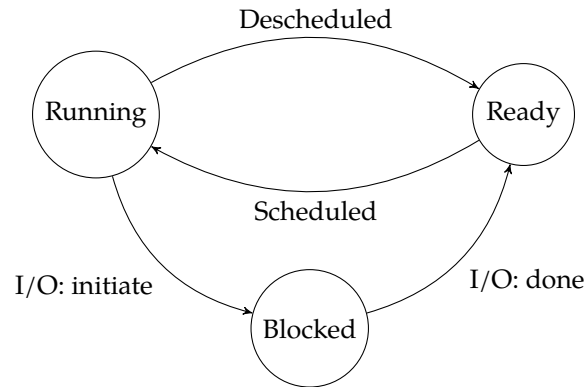 Descheduled
Running
Ready
Scheduled
I/O: initiate
I/O: done
Blocked